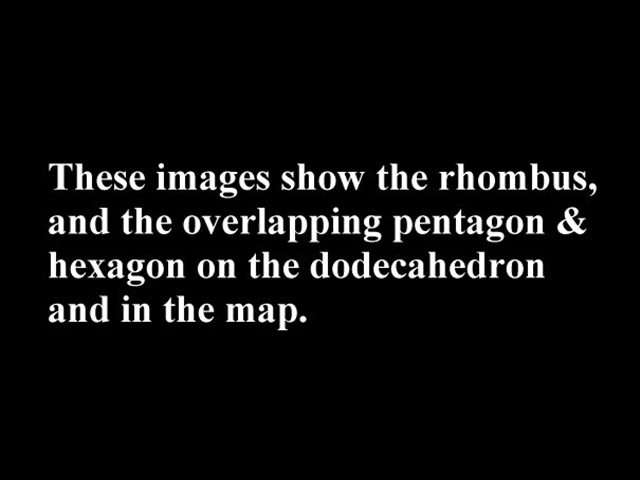 These images show the rhombus,
and the overlapping pentagon &
hexagon on the dodecahedron
and in the map.